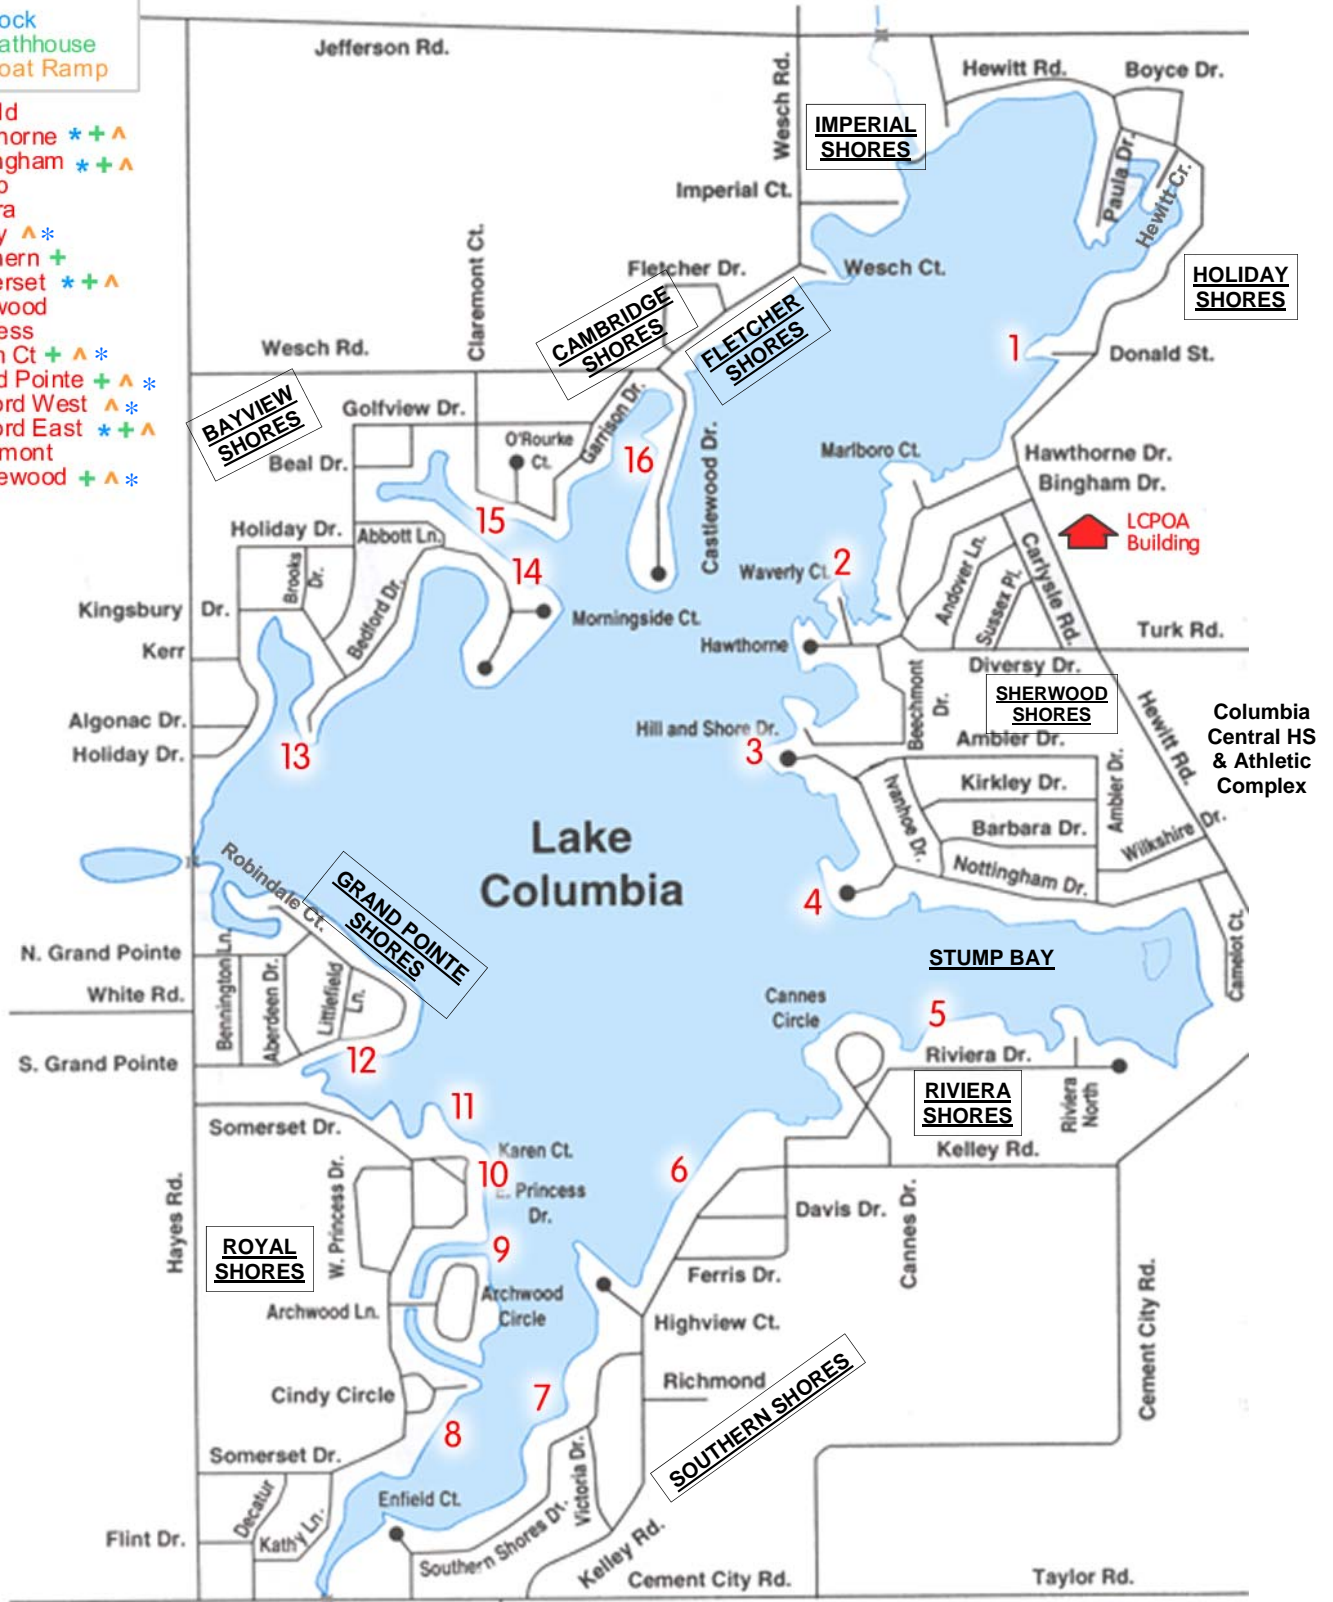 ock
athhouse
oat Ramp
ld
horne * + ^
ngham * + ^
o
ra
y ^ *
hern +
erset * + ^
wood
ess
n Ct + ^ *
d Pointe + ^ *
ord West ^ *
ord East * + ^
mont
ewood + ^ *
Jefferson Rd.
Wesch Rd.
Hewitt Rd.
Boyce Dr.
IMPERIAL
SHORES
Paula Dr.
Hewitt Cr.
Imperial Ct.
Claremont Ct.
Fletcher Dr.
Wesch Ct.
HOLIDAY
SHORES
CAMBRIDGE
SHORES
FLETCHER
SHORES
1
Donald St.
Wesch Rd.
BAYVIEW
SHORES
Golfview Dr.
Garrison Dr.
O'Rourke
Ct.
Beal Dr.
16
Castlewood Dr.
Marlboro Ct.
Hawthorne Dr.
Bingham Dr.
LCPOA
Building
15
Holiday Dr.
Abbott Ln.
Brooks
Dr.
14
Waverly Ct.
2
Andover Ln.
Sussex Pl.
Carlysle Rd.
Kingsbury Dr.
Bedford Dr.
Morningside Ct.
Turk Rd.
Kerr
Hawthorne
Diversy Dr.
SHERWOOD
SHORES
Beechmont
Dr.
Hewitt Rd.
Columbia
Central HS
& Athletic
Complex
Algonac Dr.
Hill and Shore Dr.
Ambler Dr.
Holiday Dr.
13
3
Ivanhoe Dr.
Kirkley Dr.
Ambler Dr.
Barbara Dr.
Wilkshire Dr.
Lake
Columbia
Nottingham Dr.
Robindale Ct.
GRAND POINTE
SHORES
4
Camelot Ct.
N. Grand Pointe
STUMP BAY
Bennington Ln.
Aberdeen Dr.
Littlefield
Ln.
White Rd.
Cannes
Circle
5
S. Grand Pointe
12
Riviera Dr.
RIVIERA
SHORES
Riviera
North
11
Somerset Dr.
Karen Ct.
Kelley Rd.
W. Princess Dr.
10
E. Princess
Dr.
6
Hayes Rd.
Davis Dr.
Cannes Dr.
ROYAL
SHORES
9
Ferris Dr.
Cement City Rd.
Archwood Ln.
Archwood
Circle
Highview Ct.
Cindy Circle
7
Richmond
8
SOUTHERN SHORES
Somerset Dr.
Victoria Dr.
Enfield Ct.
Decatur
Kathy Ln.
Flint Dr.
Southern Shores Dr.
Kelley Rd.
Cement City Rd.
Taylor Rd.